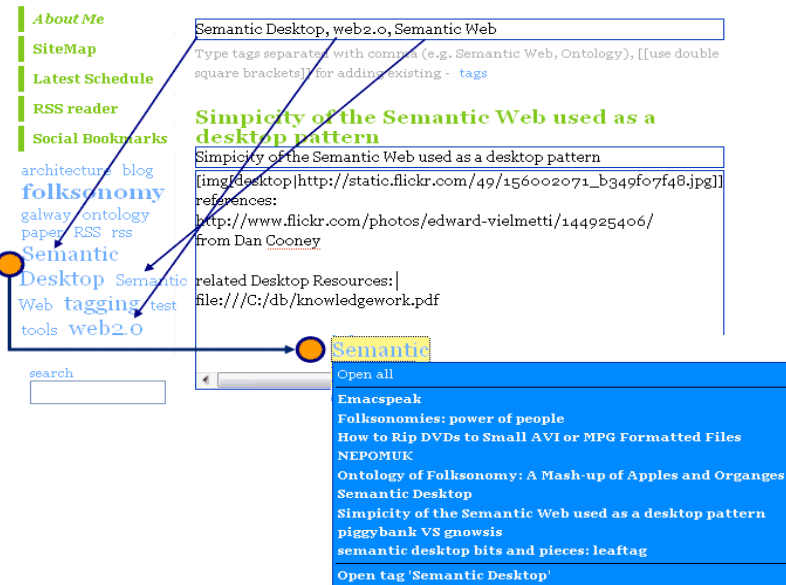 About Me
SiteMap
Latest Schedule
RSS reader
Social Bookmarks
architecture blog
folksonomy
galway ontology
paper RSS rss
Semantic
Desktop Semantic
Web tagging test
tools web2.0
search
Semantic Desktop, web2.0, Semantic Web
Type tags separated with comma (e.g. Semantic Web, Ontology), [[use double
square brackets]] for adding existing - tags
Simpicity of the Semantic Web used as a
desktop pattern
Simpicity of the Semantic Web used as a desktop pattern
[img[desktop|http://static.flickr.com/49/156002071_b349f07f48.jpg]]
references:
http://www.flickr.com/photos/edward-vielmetti/144925406/
from Dan Cooney
related Desktop Resources:
file:///C:/db/knowledgework.pdf
Semantic
Open all
Emacspeak
Folksonomies: power of people
How to Rip DVDs to Small AVI or MPG Formatted Files
NEPOMUK
Ontology of Folksonomy: A Mash-up of Apples and Organges
Semantic Desktop
Simpicity of the Semantic Web used as a desktop pattern
piggybank VS gnowsis
semantic desktop bits and pieces: leaftag
Open tag 'Semantic Desktop'